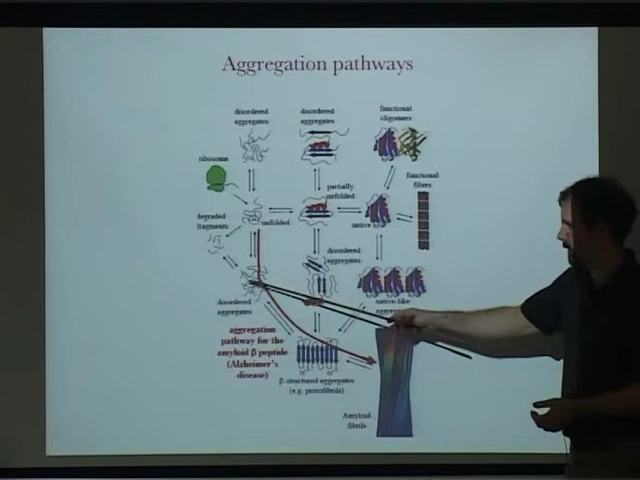 Aggregation pathways
disordered
aggregates
disordered
aggregates
functional
oligomers
ribosome
functional
fibres
partially
unfolded
degraded
fragments
unfolded
native
disordered
aggregates
disordered
aggregates
native-like
aggregation
pathway for the
amyloid β peptide
(Alzheimer's
disease)
β-structured aggregates
(e.g. protofibrils)
Amyloid
fibrils